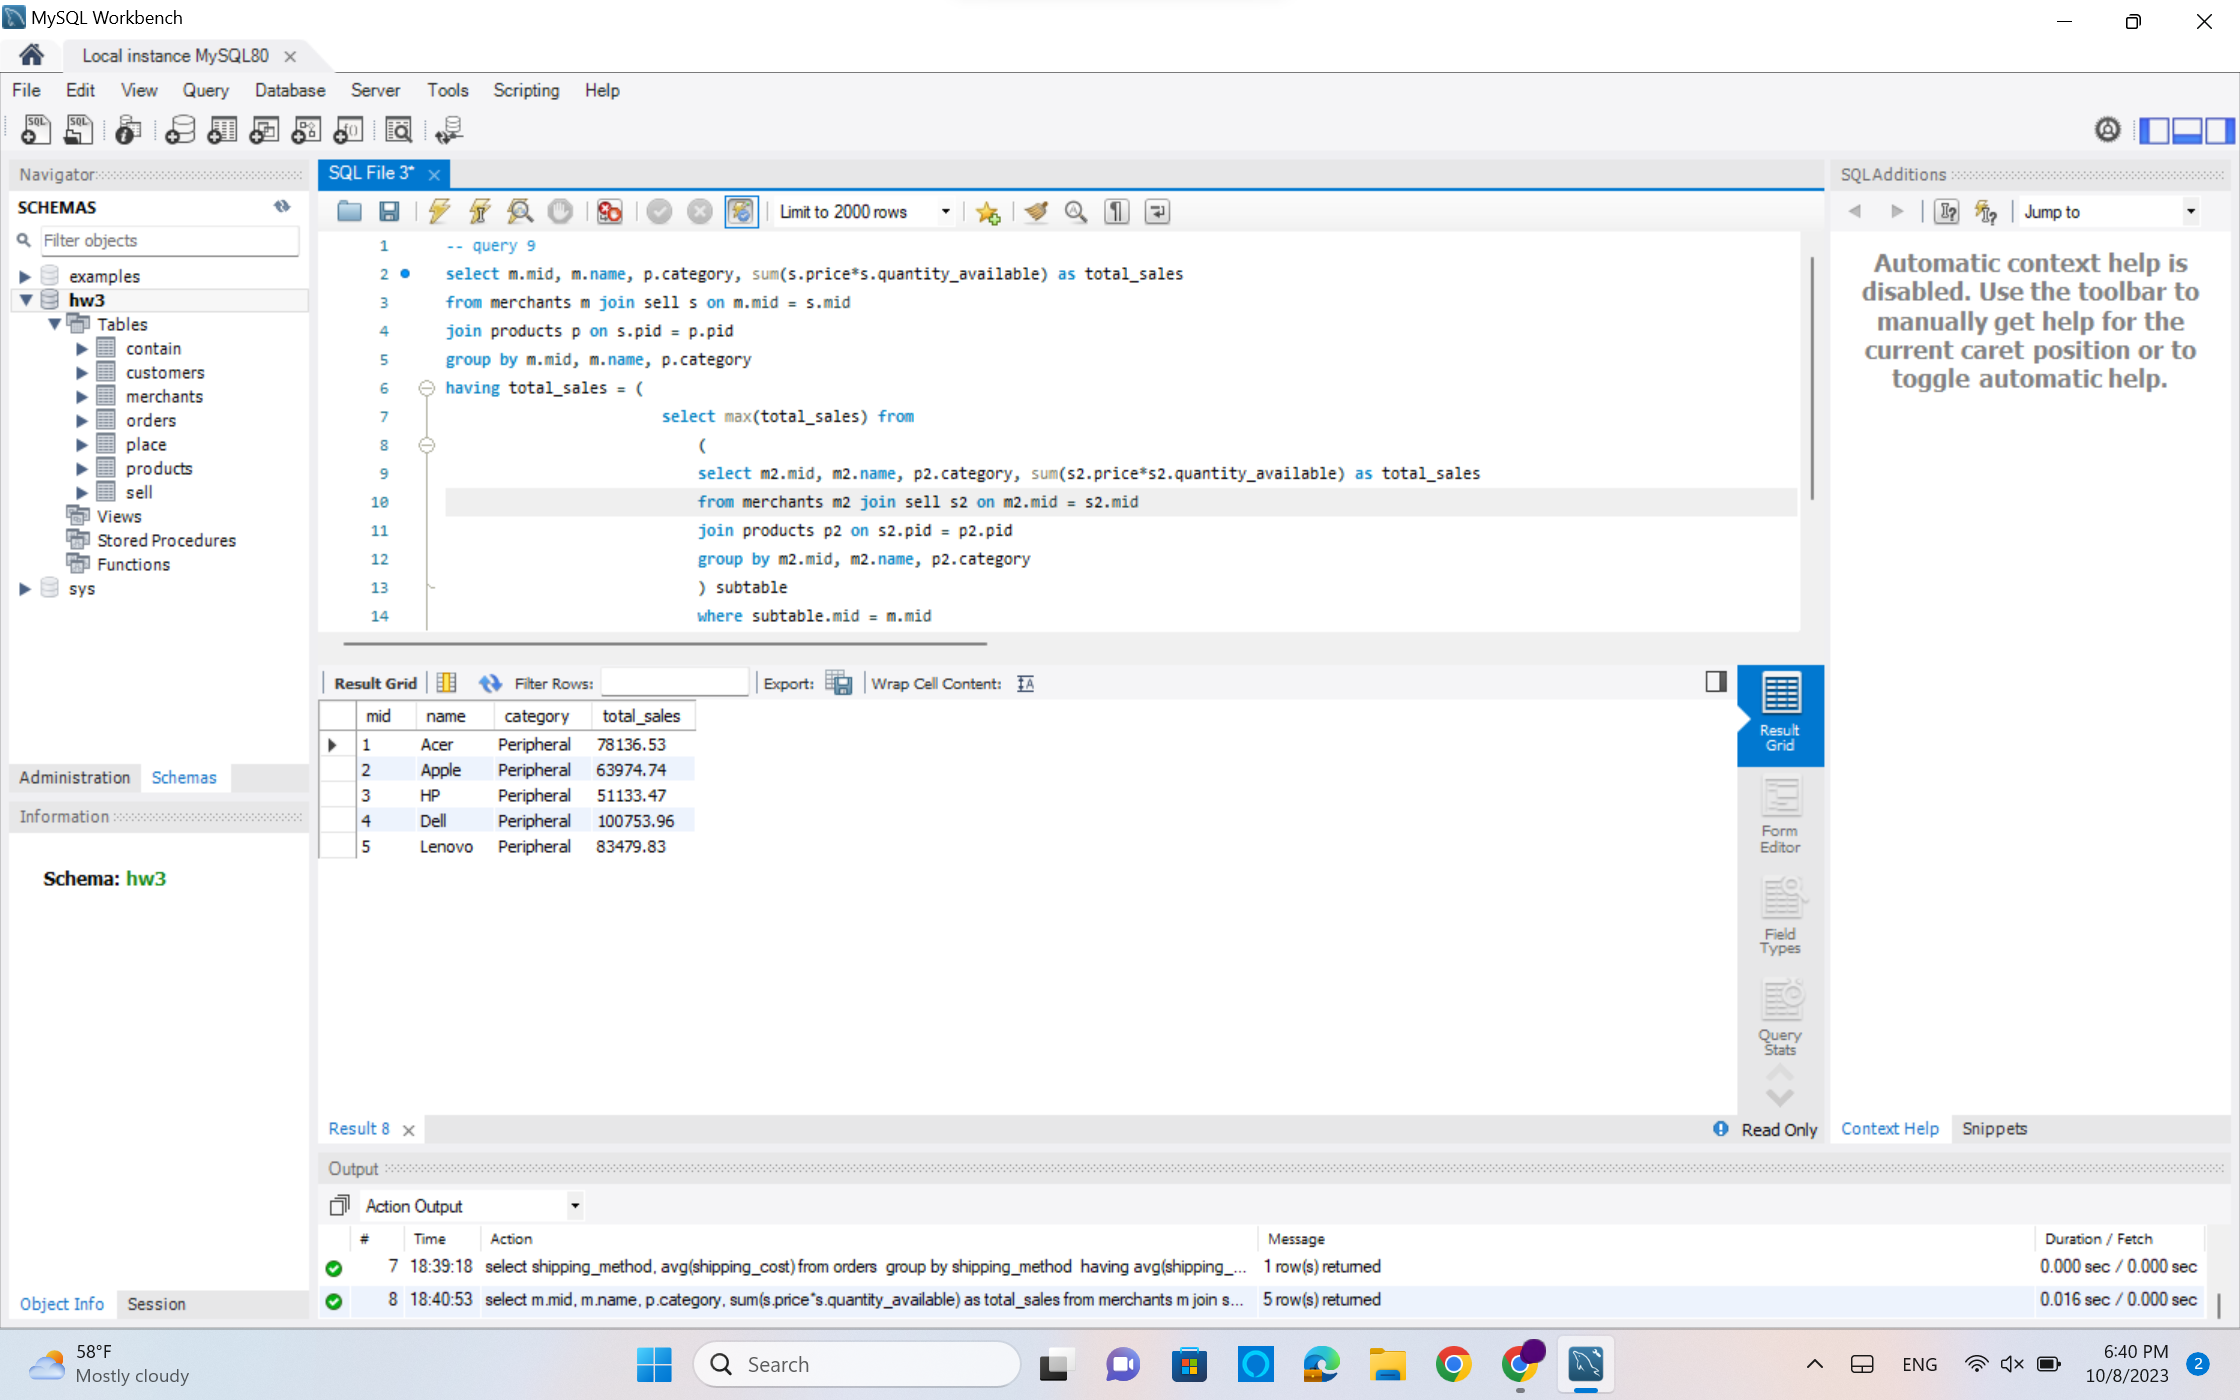 MySQL Workbench
Local instance MySQL80
File Edit View Query Database Server Tools Scripting Help
Navigator
SCHEMAS
Filter objects
examples
hw3
Tables
contain
customers
merchants
orders
place
products
sell
Views
Stored Procedures
Functions
sys
Administration Schemas
Information
Schema: hw3
Object Info Session
SQL File 3*
Limit to 2000 rows
1 -- query 9
2 select m.mid, m.name, p.category, sum(s.price*s.quantity_available) as total_sales
3 from merchants m join sell s on m.mid = s.mid
4 join products p on s.pid = p.pid
5 group by m.mid, m.name, p.category
6 having total_sales = (
7 select max(total_sales) from
8 (
9 select m2.mid, m2.name, p2.category, sum(s2.price*s2.quantity_available) as total_sales
10 from merchants m2 join sell s2 on m2.mid = s2.mid
11 join products p2 on s2.pid = p2.pid
12 group by m2.mid, m2.name, p2.category
13 ) subtable
14 where subtable.mid = m.mid
Result Grid Filter Rows: Export: Wrap Cell Content:
mid name category total_sales
1 Acer Peripheral 78136.53
2 Apple Peripheral 63974.74
3 HP Peripheral 51133.47
4 Dell Peripheral 100753.96
5 Lenovo Peripheral 83479.83
Result
Grid
Form
Editor
Field
Types
Query
Stats
Result 8
Read Only
SQLAdditions
Jump to
Automatic context help is
disabled. Use the toolbar to
manually get help for the
current caret position or to
toggle automatic help.
Context Help Snippets
Output
Action Output
# Time Action Message Duration / Fetch
7 18:39:18 select shipping_method, avg(shipping_cost) from orders group by shipping_method having avg(shipping_... 1 row(s) returned 0.000 sec / 0.000 sec
8 18:40:53 select m.mid, m.name, p.category, sum(s.price*s.quantity_available) as total_sales from merchants m join s... 5 row(s) returned 0.016 sec / 0.000 sec
58°F
Mostly cloudy
Search
ENG
6:40 PM
10/8/2023
2